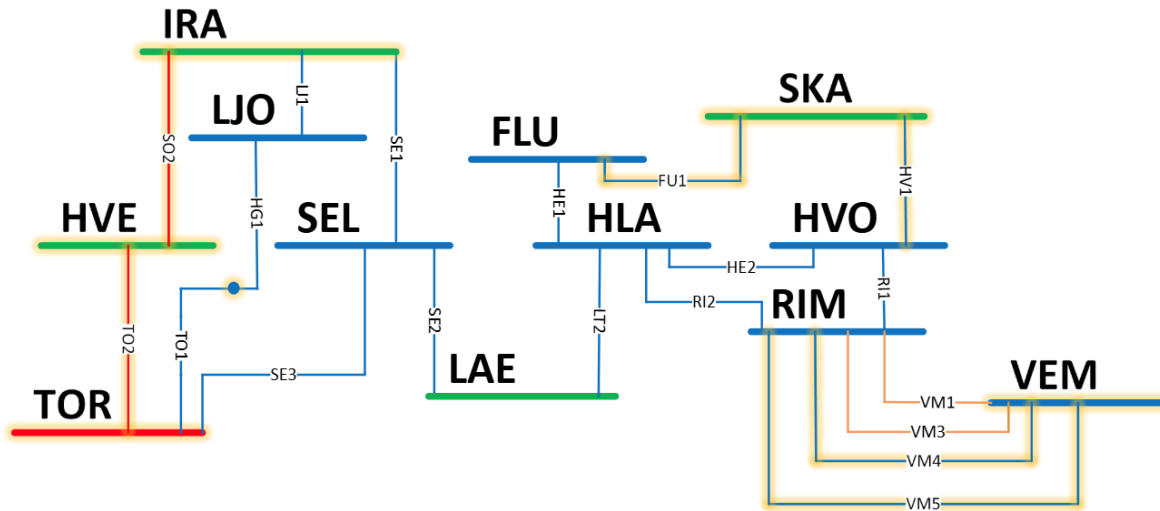 IRA
SKA
LJ1
LJO
FLU
SO2
SE1
HE1
FU1
HV1
HG1
HVE
SEL
HLA
HVO
HE2
RI1
RI2
RIM
TO2
TO1
SE2
LT2
SE3
LAE
VEM
TOR
VM1
VM3
VM4
VM5